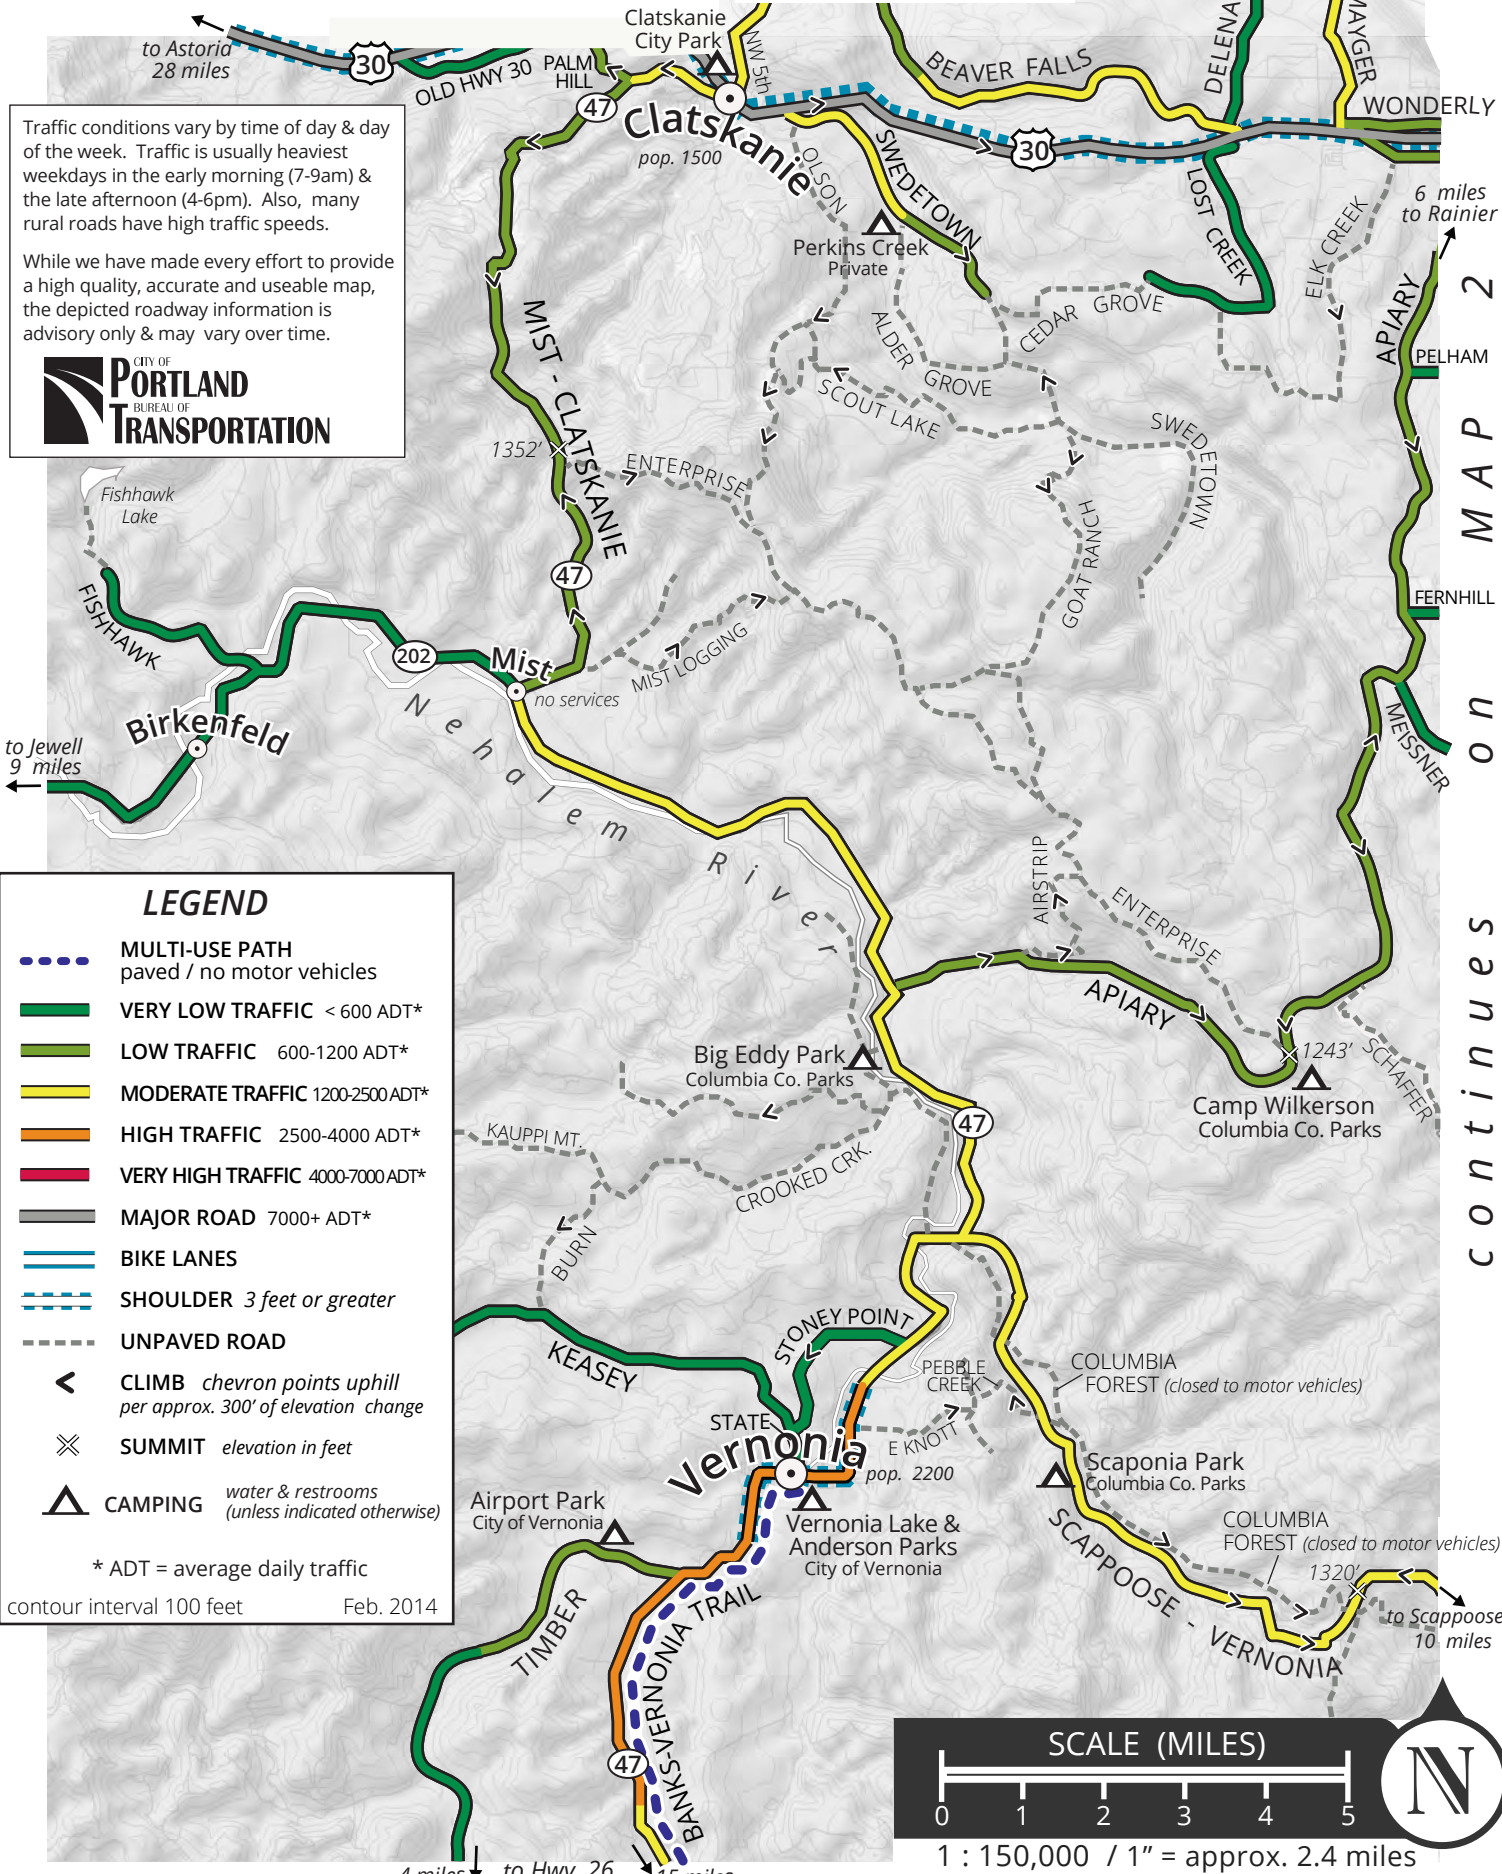 Clatskanie
City Park
to Astoria
28 miles
30
OLD HWY 30
PALM
HILL
47
NW 5th
BEAVER FALLS
DELENA
MAYGER
WONDERLY
Clatskanie
pop. 1500
30
OLSON
SWEDETOWN
LOST CREEK
ELK CREEK
6 miles
to Rainier
Traffic conditions vary by time of day & day
of the week. Traffic is usually heaviest
weekdays in the early morning (7-9am) &
the late afternoon (4-6pm). Also, many
rural roads have high traffic speeds.
While we have made every effort to provide
a high quality, accurate and useable map,
the depicted roadway information is
advisory only & may vary over time.
CITY OF
PORTLAND
BUREAU OF
TRANSPORTATION
Perkins Creek
Private
CEDAR GROVE
ALDER GROVE
APIARY
PELHAM
continues on MAP 2
MIST - CLATSKANIE
SCOUT LAKE
SWEDETOWN
1352'
ENTERPRISE
GOAT RANCH
Fishhawk
Lake
47
FISHHAWK
FERNHILL
202
Mist
no services
MIST LOGGING
Birkenfeld
to Jewell
9 miles
Nehalem River
MEISSNER
AIRSTRIP
ENTERPRISE
APIARY
1243'
SCHAFFER
Camp Wilkerson
Columbia Co. Parks
Big Eddy Park
Columbia Co. Parks
47
KAUPPI MT.
CROOKED CRK.
BURN
LEGEND
MULTI-USE PATH
paved / no motor vehicles
VERY LOW TRAFFIC < 600 ADT*
LOW TRAFFIC 600-1200 ADT*
MODERATE TRAFFIC 1200-2500 ADT*
HIGH TRAFFIC 2500-4000 ADT*
VERY HIGH TRAFFIC 4000-7000 ADT*
MAJOR ROAD 7000+ ADT*
BIKE LANES
SHOULDER 3 feet or greater
UNPAVED ROAD
CLIMB chevron points uphill
per approx. 300' of elevation change
SUMMIT elevation in feet
CAMPING water & restrooms
(unless indicated otherwise)
* ADT = average daily traffic
contour interval 100 feet Feb. 2014
KEASEY
STONEY POINT
PEBBLE
CREEK
COLUMBIA
FOREST (closed to motor vehicles)
STATE
Vernonia
pop. 2200
E KNOTT
Scaponia Park
Columbia Co. Parks
Airport Park
City of Vernonia
Vernonia Lake &
Anderson Parks
City of Vernonia
COLUMBIA
FOREST (closed to motor vehicles)
1320'
SCAPPOOSE - VERNONIA
to Scappoose
10 miles
TIMBER
BANKS-VERNONIA TRAIL
47
4 miles
to Hwy. 26
15 miles
SCALE (MILES)
0 1 2 3 4 5
N
1 : 150,000 / 1” = approx. 2.4 miles